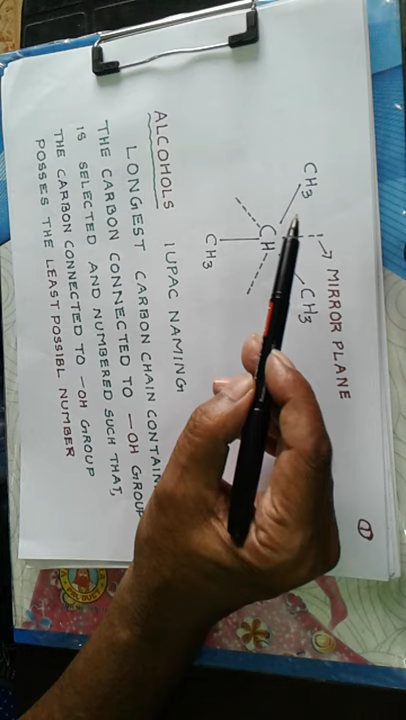 ①
→ MIRROR PLANE
CH3 CH3
CH
CH3
ALCOHOLS IUPAC NAMING
LONGEST CARBON CHAIN CONTAIN
THE CARBON CONNECTED TO -OH GROUP
IS SELECTED AND NUMBERED SUCH THAT,
THE CARBON CONNECTED TO -OH GROUP
POSSES THE LEAST POSSIBL NUMBER